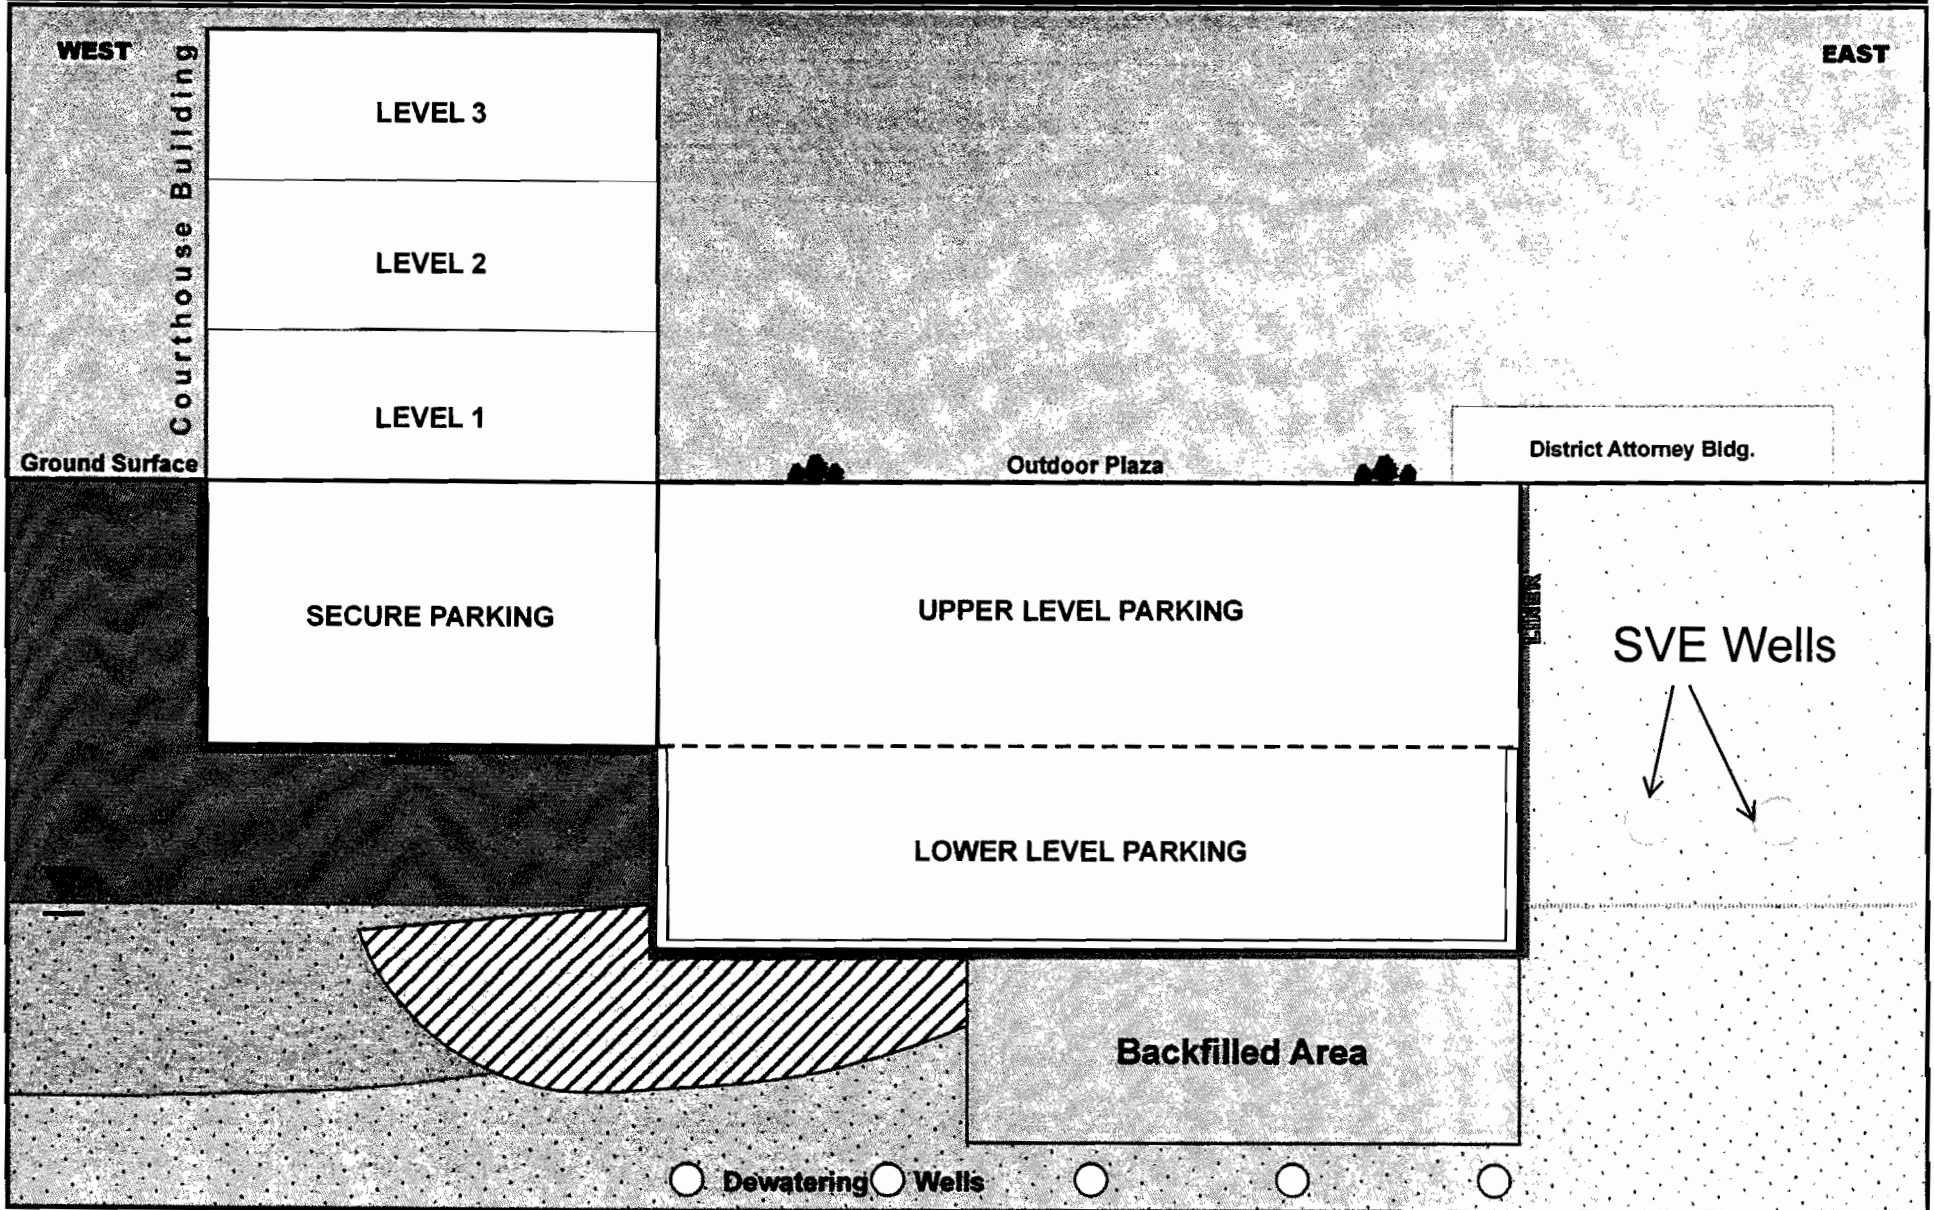 WEST
EAST
Courthouse Building
LEVEL 3
LEVEL 2
LEVEL 1
Ground Surface
Outdoor Plaza
District Attorney Bldg.
SECURE PARKING
UPPER LEVEL PARKING
LINER
SVE Wells
LOWER LEVEL PARKING
Backfilled Area
Dewatering Wells